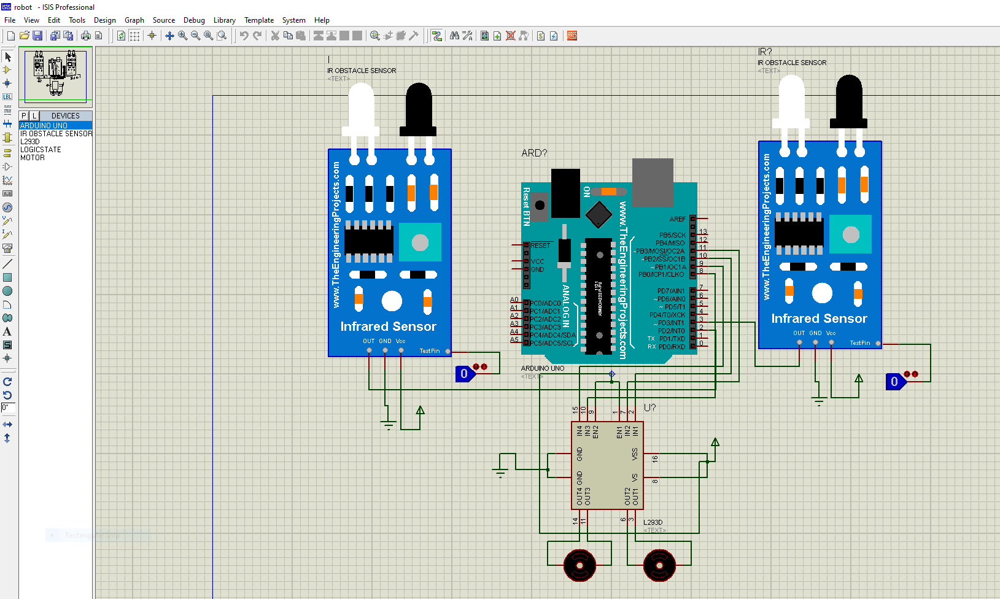 robot - ISIS Professional
File View Edit Tools Design Graph Source Debug Library Template System Help
P L DEVICES
ARDUINO UNO
IR OBSTACLE SENSOR
L293D
LOGICSTATE
MOTOR
LBL
A
S
0°
ARES
IR OBSTACLE SENSOR
<TEXT>
www.TheEngineeringProjects.com
Infrared Sensor
OUT GND Vcc
TestPin
0
ARD?
Reset BTN
ON
www.TheEngineeringProjects.com
ANALOG IN
RESET
VCC
GND
A0 PC0/ADC0
A1 PC1/ADC1
A2 PC2/ADC2
A3 PC3/ADC3
A4 PC4/ADC4/SDA
A5 PC5/ADC5/SCL
AREF
PB5/SCK 13
PB4/MISO 12
~PB3/MOSI/OC2A 11
~PB2/SS/OC1B 10
~PB1/OC1A 9
PB0/ICP1/CLKO 8
PD7/AIN1 7
~PD6/AIN0 6
~PD5/T1 5
PD4/T0/XCK 4
~PD3/INT1 3
PD2/INT0 2
TX PD1/TXD 1
RX PD0/RXD 0
ARDUINO UNO
<TEXT>
IR?
IR OBSTACLE SENSOR
<TEXT>
www.TheEngineeringProjects.com
Infrared Sensor
OUT GND Vcc
TestPin
0
U?
15 10 9 1 7 2
IN4 IN3 EN2 EN1 IN2 IN1
GND VSS 16
GND VS 8
OUT4 OUT3 OUT2 OUT1
14 11 6 3
L293D
<TEXT>
Rectangular Snip